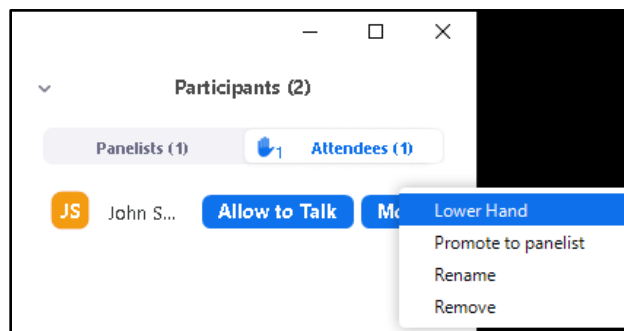 Participants (2)
Panelists (1)
1 Attendees (1)
JS John S... Allow to Talk Mo
Lower Hand
Promote to panelist
Rename
Remove